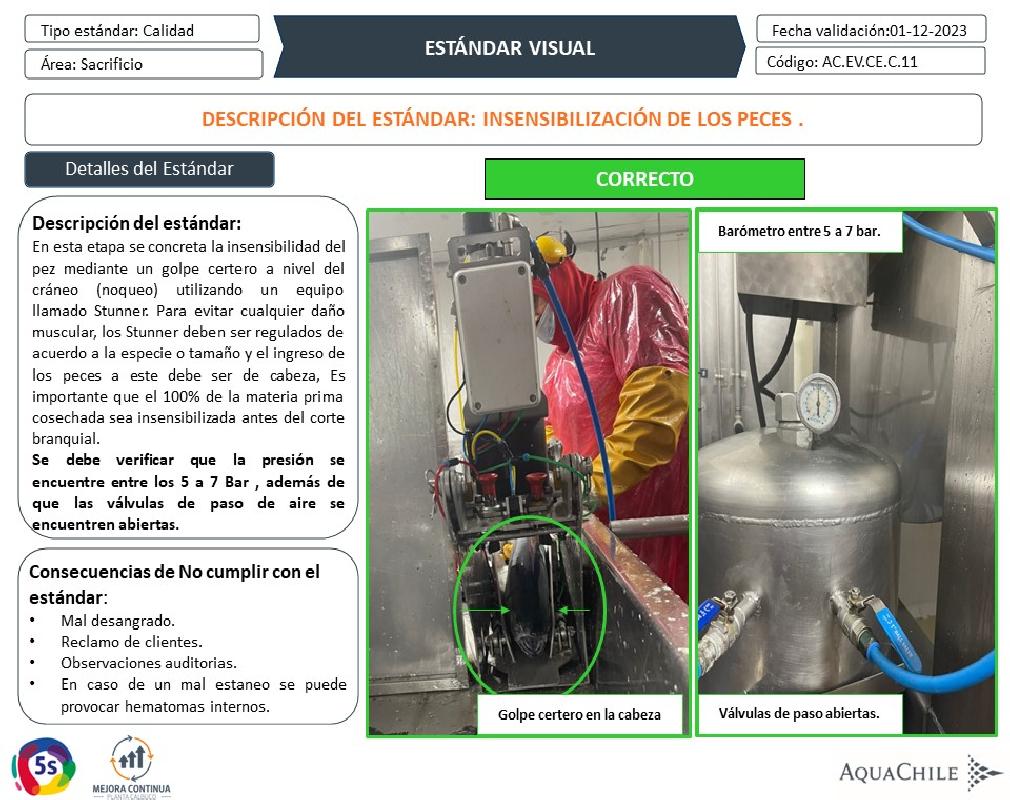 Tipo estándar: Calidad
Área: Sacrificio
ESTÁNDAR VISUAL
Fecha validación:01-12-2023
Código: AC.EV.CE.C.11
DESCRIPCIÓN DEL ESTÁNDAR: INSENSIBILIZACIÓN DE LOS PECES .
Detalles del Estándar
CORRECTO
Descripción del estándar:
En esta etapa se concreta la insensibilidad del
pez mediante un golpe certero a nivel del
cráneo (noqueo) utilizando un equipo
llamado Stunner. Para evitar cualquier daño
muscular, los Stunner deben ser regulados de
acuerdo a la especie o tamaño y el ingreso de
los peces a este debe ser de cabeza, Es
importante que el 100% de la materia prima
cosechada sea insensibilizada antes del corte
branquial.
Se debe verificar que la presión se
encuentre entre los 5 a 7 Bar , además de
que las válvulas de paso de aire se
encuentren abiertas.
Consecuencias de No cumplir con el
estándar:
• Mal desangrado.
• Reclamo de clientes.
• Observaciones auditorias.
• En caso de un mal estaneo se puede
provocar hematomas internos.
Golpe certero en la cabeza
Barómetro entre 5 a 7 bar.
Válvulas de paso abiertas.
5s
MEJORA CONTINUA
PLANTA CALBUCO
AQUACHILE